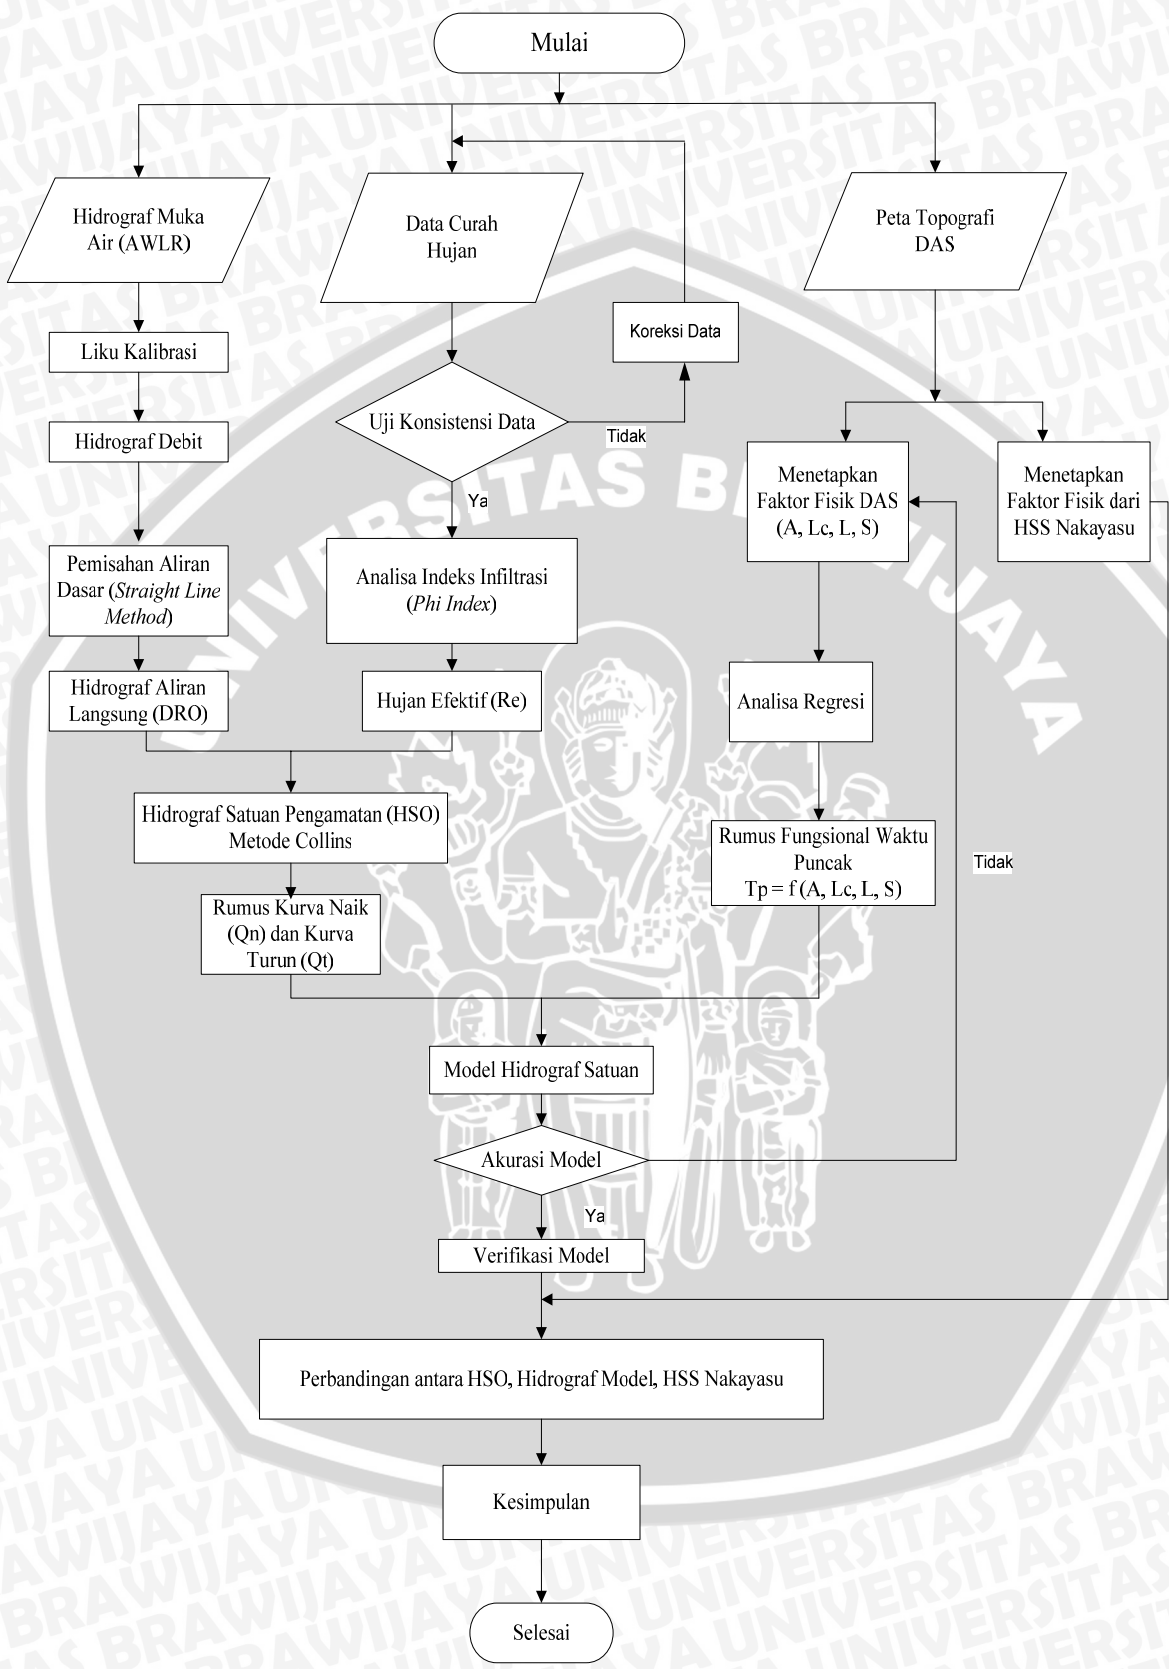 Mulai
Hidrograf Muka
Air (AWLR)
Data Curah
Hujan
Peta Topografi
DAS
Liku Kalibrasi
Koreksi Data
Hidrograf Debit
Uji Konsistensi Data
Tidak
Ya
Menetapkan
Faktor Fisik DAS
(A, Lc, L, S)
Menetapkan
Faktor Fisik dari
HSS Nakayasu
Pemisahan Aliran
Dasar (Straight Line
Method)
Analisa Indeks Infiltrasi
(Phi Index)
Hidrograf Aliran
Langsung (DRO)
Hujan Efektif (Re)
Analisa Regresi
Hidrograf Satuan Pengamatan (HSO)
Metode Collins
Rumus Fungsional Waktu
Puncak
Tp = f (A, Lc, L, S)
Tidak
Rumus Kurva Naik
(Qn) dan Kurva
Turun (Qt)
Model Hidrograf Satuan
Akurasi Model
Ya
Verifikasi Model
Perbandingan antara HSO, Hidrograf Model, HSS Nakayasu
Kesimpulan
Selesai